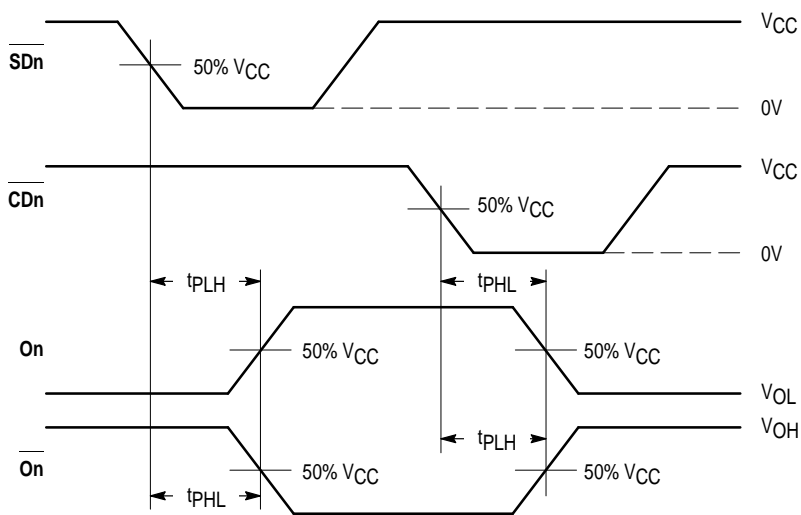 VCC
SDn
50% VCC
0V
VCC
CDn
50% VCC
0V
tPLH
tPHL
On
50% VCC
50% VCC
VOL
VOH
tPLH
On
50% VCC
50% VCC
tPHL